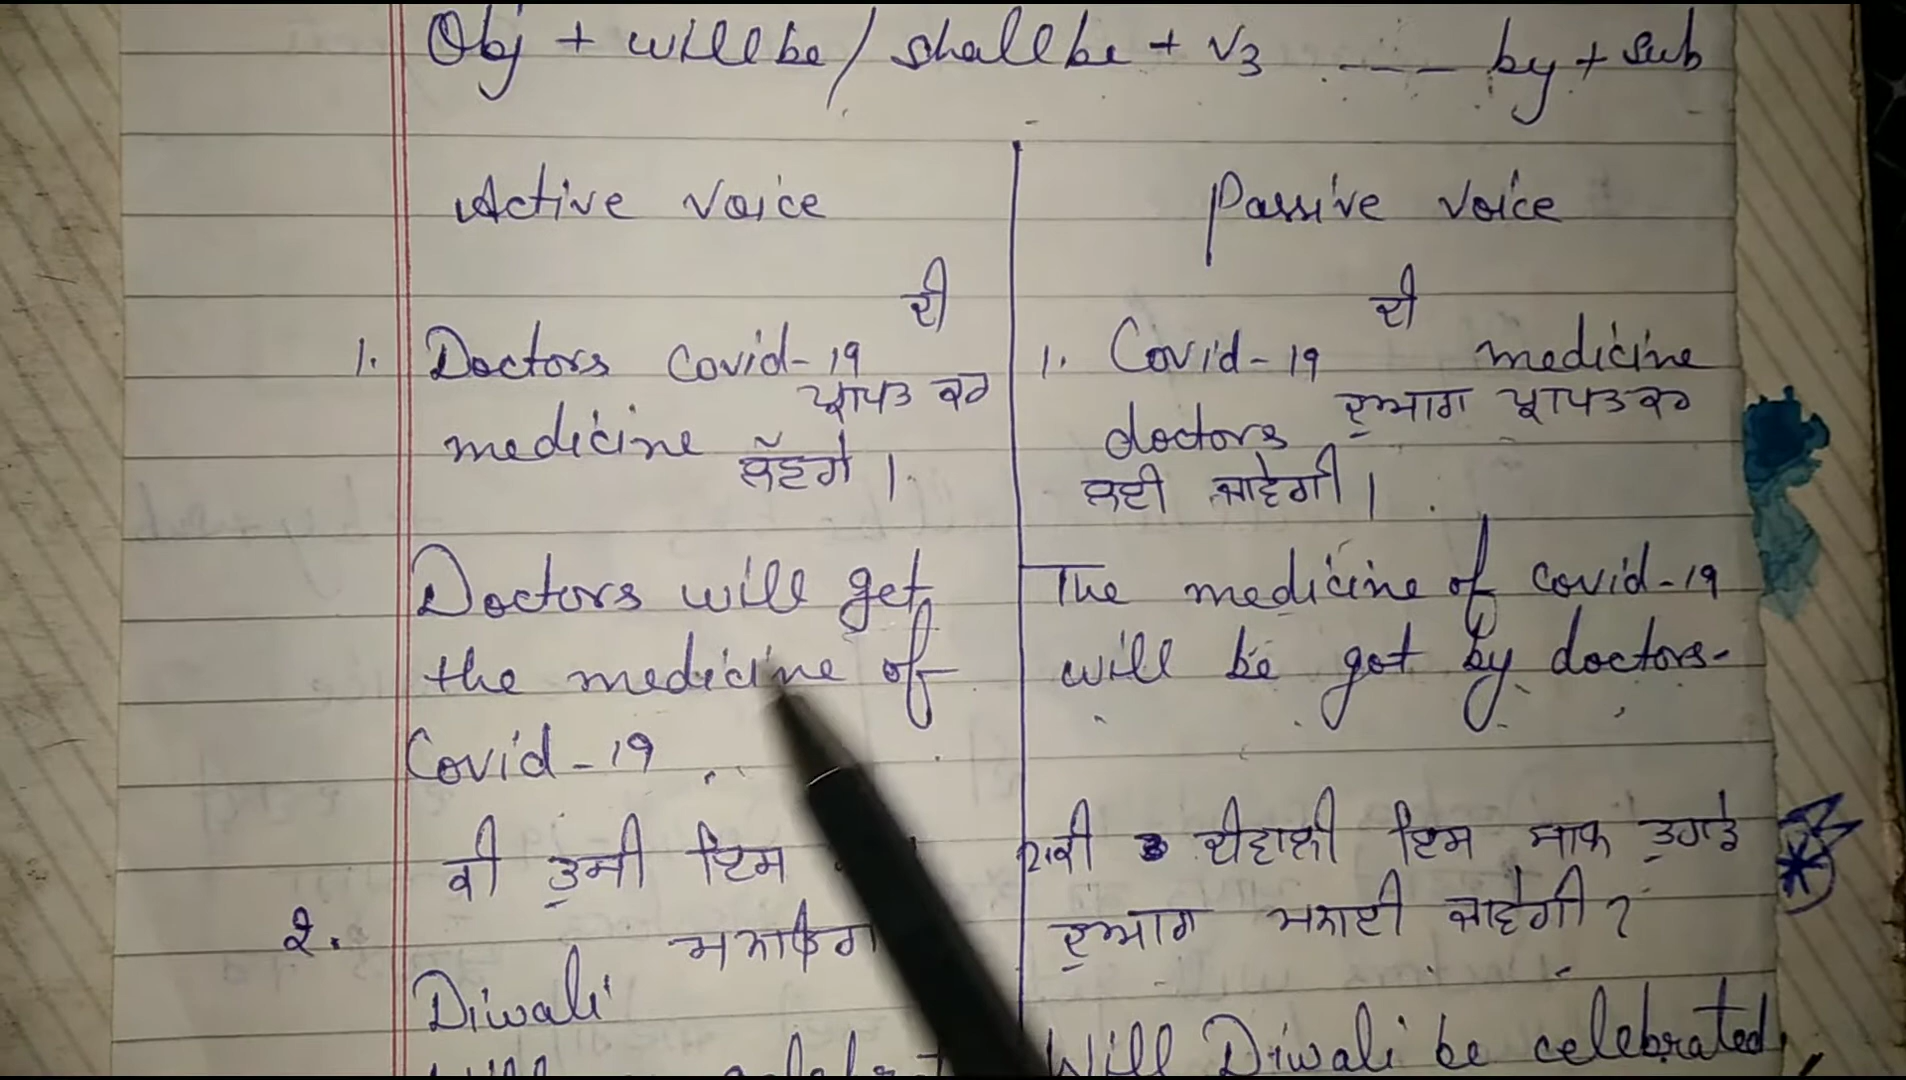 Obj + will be / shall be + V3 ---- by + sub
Active Voice
Passive Voice
ਦੀ
1. Doctors Covid-19
ਪ੍ਰਾਪਤ ਕਰ
medicine ਲੈਣਗੇ ।
Doctors will get
the medicine of
Covid-19
ਕੀ ਤੁਸੀ ਇਸ
2.
Diwali
ਦੀ
1. Covid-19 medicine
ਦੁਆਰਾ ਪ੍ਰਾਪਤ ਕਰ
doctors
ਲਈ ਜਾਵੇਗੀ ।
The medicine of Covid-19
will be got by doctors.
2. ਕੀ ਦੀਵਾਲੀ ਇਸ ਸਾਲ ਤੁਹਾਡੇ
ਦੁਆਰਾ ਮਨਾਈ ਜਾਵੇਗੀ ?
Will Diwali be celebrated